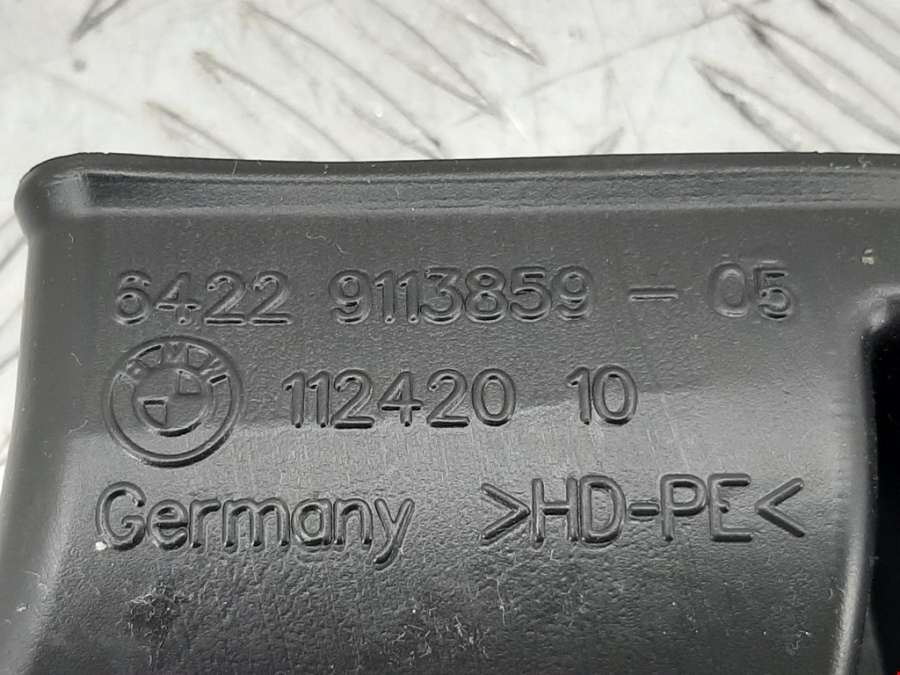 6422 9113859 - 05
BMW 112420 10
Germany >HD-PE<